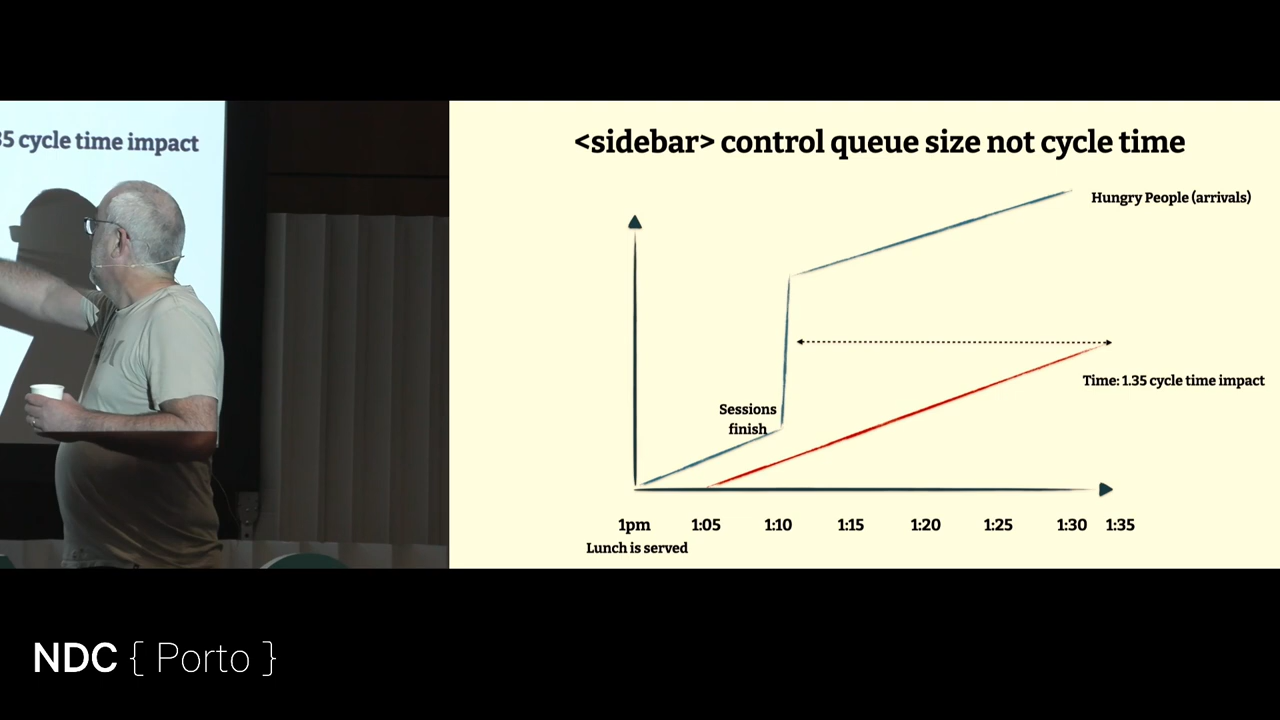 35 cycle time impact
<sidebar> control queue size not cycle time
Hungry People (arrivals)
Time: 1.35 cycle time impact
Sessions
finish
1pm 1:05 1:10 1:15 1:20 1:25 1:30 1:35
Lunch is served
NDC { Porto }